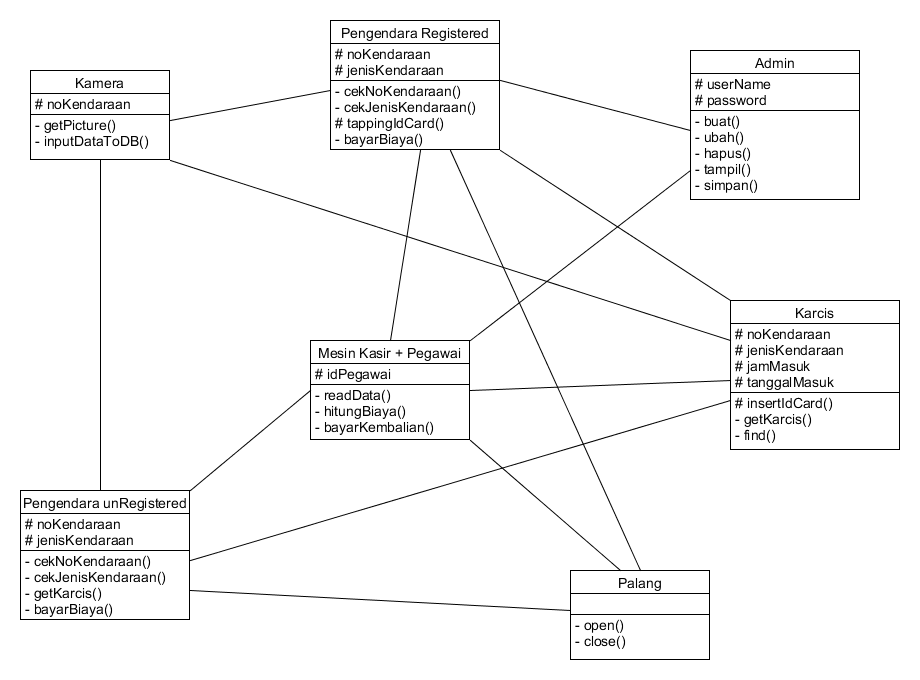 Pengendara Registered
# noKendaraan
# jenisKendaraan
- cekNoKendaraan()
- cekJenisKendaraan()
# tappingIdCard()
- bayarBiaya()
Kamera
# noKendaraan
- getPicture()
- inputDataToDB()
Admin
# userName
# password
- buat()
- ubah()
- hapus()
- tampil()
- simpan()
Karcis
# noKendaraan
# jenisKendaraan
# jamMasuk
# tanggalMasuk
# insertIdCard()
- getKarcis()
- find()
Mesin Kasir + Pegawai
# idPegawai
- readData()
- hitungBiaya()
- bayarKembalian()
Pengendara unRegistered
# noKendaraan
# jenisKendaraan
- cekNoKendaraan()
- cekJenisKendaraan()
- getKarcis()
- bayarBiaya()
Palang
- open()
- close()